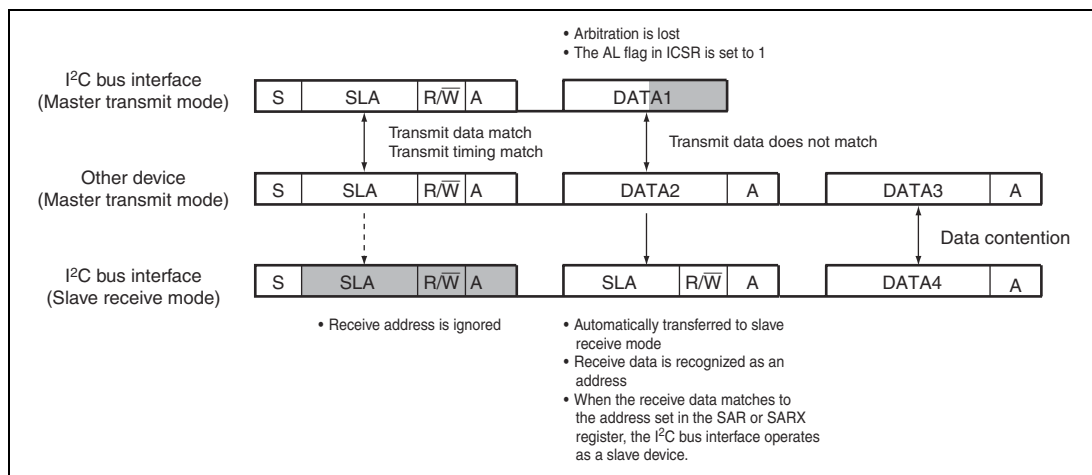 • Arbitration is lost
• The AL flag in ICSR is set to 1
I²C bus interface
(Master transmit mode)
S SLA R/W̅ A DATA1
Transmit data match
Transmit timing match
Transmit data does not match
Other device
(Master transmit mode)
S SLA R/W̅ A DATA2 A DATA3 A
Data contention
I²C bus interface
(Slave receive mode)
S SLA R/W̅ A SLA R/W̅ A DATA4 A
• Receive address is ignored
• Automatically transferred to slave
receive mode
• Receive data is recognized as an
address
• When the receive data matches to
the address set in the SAR or SARX
register, the I²C bus interface operates
as a slave device.